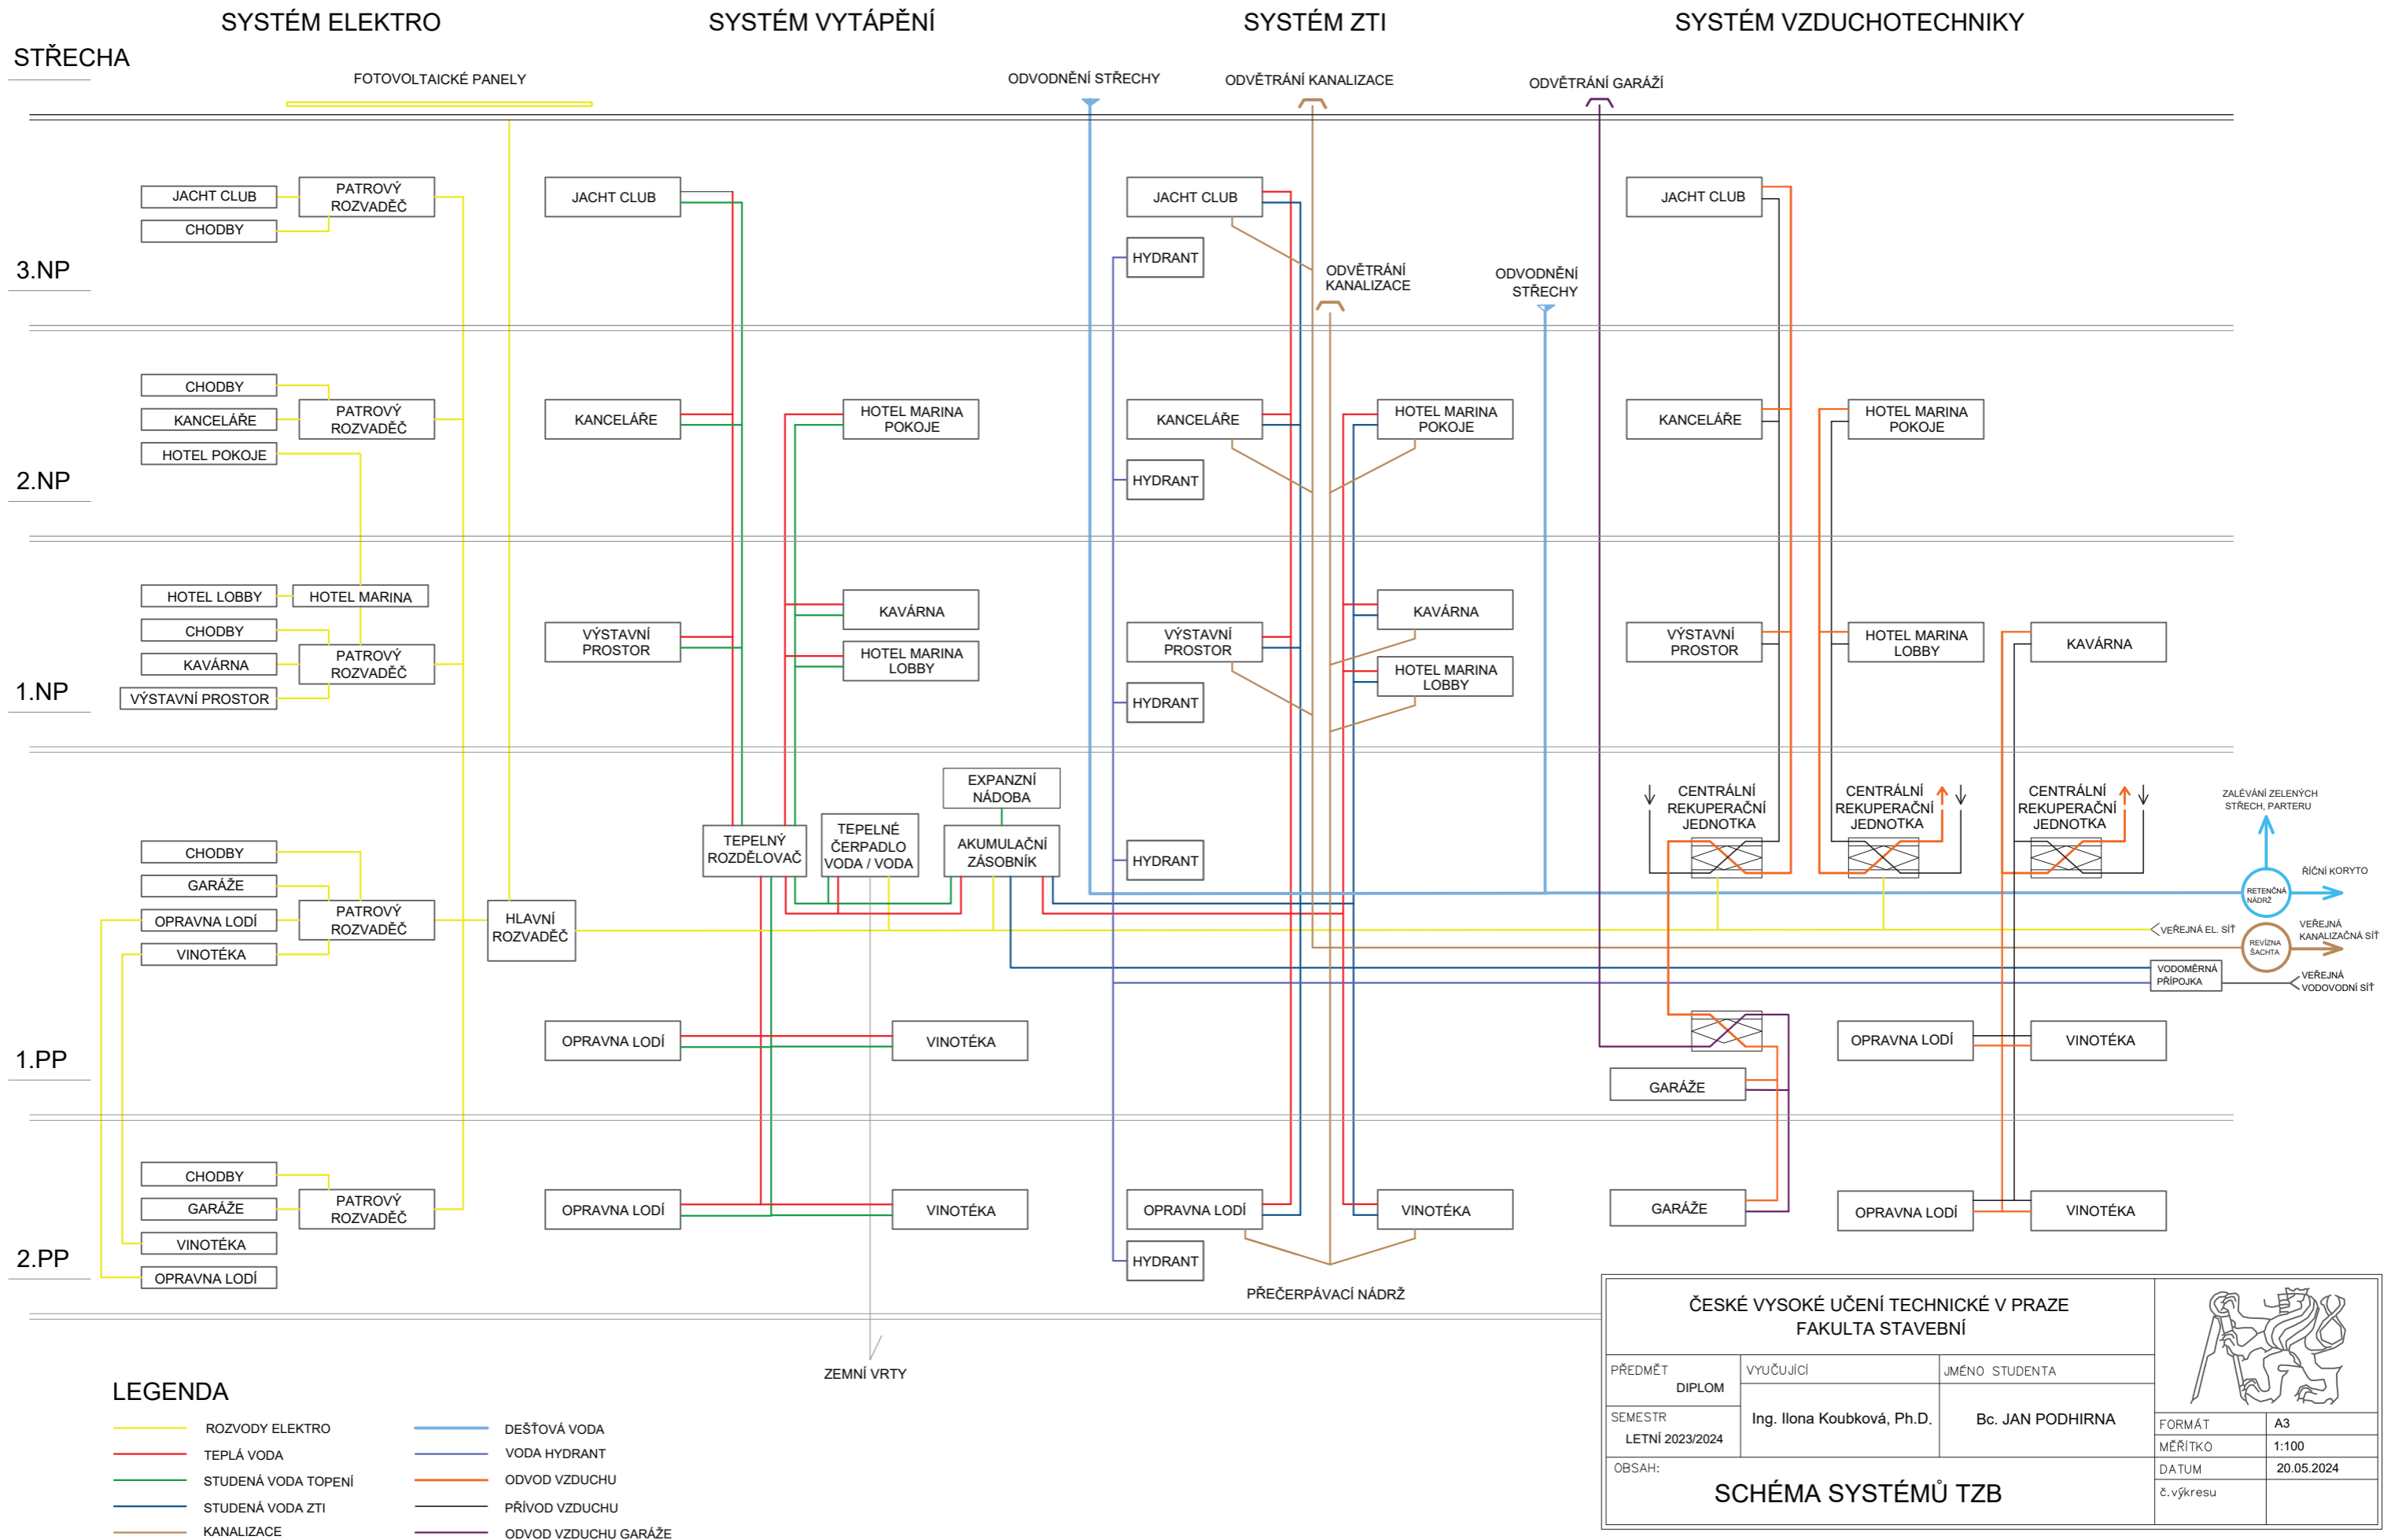 SYSTÉM ELEKTRO
SYSTÉM VYTÁPĚNÍ
SYSTÉM ZTI
SYSTÉM VZDUCHOTECHNIKY
STŘECHA
FOTOVOLTAICKÉ PANELY
ODVODNĚNÍ STŘECHY
ODVĚTRÁNÍ KANALIZACE
ODVĚTRÁNÍ GARÁŽÍ
3.NP
JACHT CLUB
CHODBY
PATROVÝ
ROZVADĚČ
JACHT CLUB
JACHT CLUB
HYDRANT
ODVĚTRÁNÍ
KANALIZACE
ODVODNĚNÍ
STŘECHY
JACHT CLUB
2.NP
CHODBY
KANCELÁŘE
HOTEL POKOJE
PATROVÝ
ROZVADĚČ
KANCELÁŘE
HOTEL MARINA
POKOJE
KANCELÁŘE
HYDRANT
HOTEL MARINA
POKOJE
KANCELÁŘE
HOTEL MARINA
POKOJE
1.NP
HOTEL LOBBY
HOTEL MARINA
CHODBY
KAVÁRNA
VÝSTAVNÍ PROSTOR
PATROVÝ
ROZVADĚČ
VÝSTAVNÍ
PROSTOR
KAVÁRNA
HOTEL MARINA
LOBBY
VÝSTAVNÍ
PROSTOR
HYDRANT
KAVÁRNA
HOTEL MARINA
LOBBY
VÝSTAVNÍ
PROSTOR
HOTEL MARINA
LOBBY
KAVÁRNA
1.PP
CHODBY
GARÁŽE
OPRAVNA LODÍ
VINOTÉKA
PATROVÝ
ROZVADĚČ
HLAVNÍ
ROZVADĚČ
TEPELNÝ
ROZDĚLOVAČ
TEPELNÉ
ČERPADLO
VODA / VODA
EXPANZNÍ
NÁDOBA
AKUMULAČNÍ
ZÁSOBNÍK
OPRAVNA LODÍ
VINOTÉKA
HYDRANT
CENTRÁLNÍ
REKUPERAČNÍ
JEDNOTKA
CENTRÁLNÍ
REKUPERAČNÍ
JEDNOTKA
CENTRÁLNÍ
REKUPERAČNÍ
JEDNOTKA
ZALÉVÁNÍ ZELENÝCH
STŘECH, PARTERU
RETENČNÁ
NÁDRŽ
ŘÍČNÍ KORYTO
VEŘEJNÁ EL. SÍŤ
REVÍZNA
ŠACHTA
VEŘEJNÁ
KANALIZAČNÁ SÍŤ
VODOMĚRNÁ
PŘÍPOJKA
VEŘEJNÁ
VODOVODNÍ SÍŤ
GARÁŽE
OPRAVNA LODÍ
VINOTÉKA
2.PP
CHODBY
GARÁŽE
VINOTÉKA
OPRAVNA LODÍ
PATROVÝ
ROZVADĚČ
OPRAVNA LODÍ
VINOTÉKA
OPRAVNA LODÍ
HYDRANT
VINOTÉKA
PŘEČERPÁVACÍ NÁDRŽ
GARÁŽE
OPRAVNA LODÍ
VINOTÉKA
ZEMNÍ VRTY
LEGENDA
ROZVODY ELEKTRO
TEPLÁ VODA
STUDENÁ VODA TOPENÍ
STUDENÁ VODA ZTI
KANALIZACE
DEŠŤOVÁ VODA
VODA HYDRANT
ODVOD VZDUCHU
PŘÍVOD VZDUCHU
ODVOD VZDUCHU GARÁŽE
ČESKÉ VYSOKÉ UČENÍ TECHNICKÉ V PRAZE
FAKULTA STAVEBNÍ
PŘEDMĚT
DIPLOM
VYUČUJÍCÍ
JMÉNO STUDENTA
SEMESTR
LETNÍ 2023/2024
Ing. Ilona Koubková, Ph.D.
Bc. JAN PODHIRNA
OBSAH:
SCHÉMA SYSTÉMŮ TZB
FORMÁT
A3
MĚŘÍTKO
1:100
DATUM
20.05.2024
č.výkresu